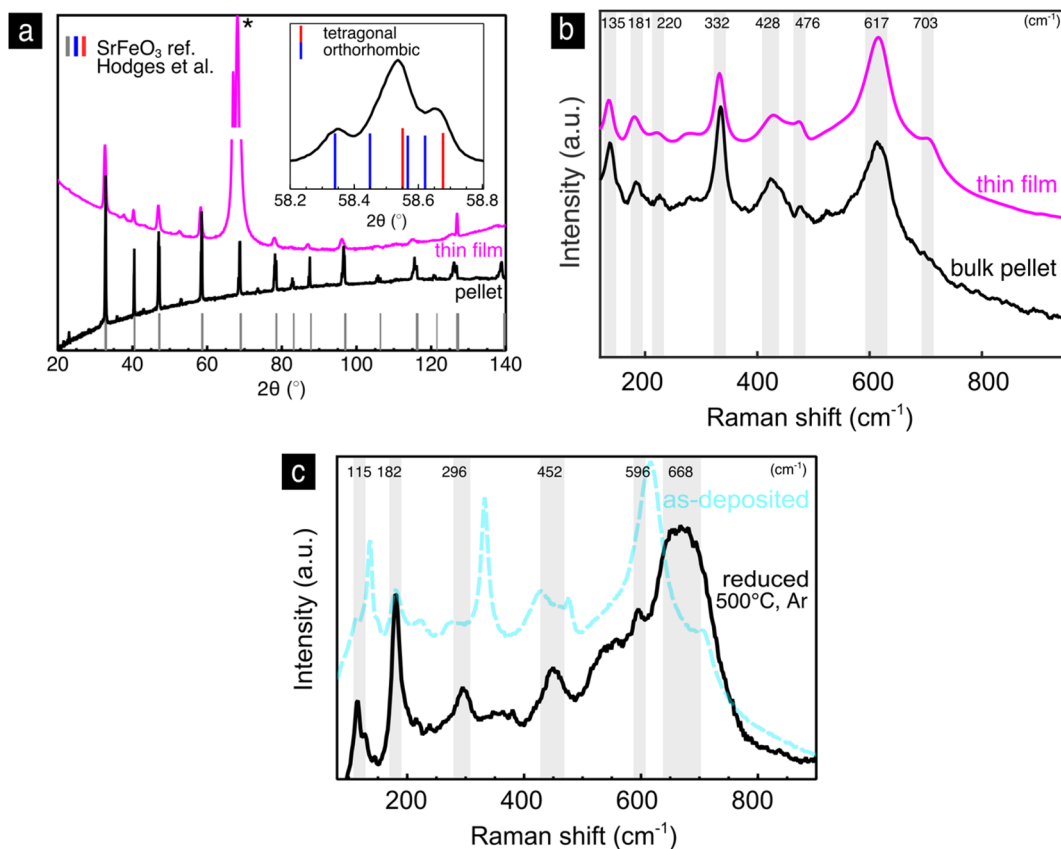 a
SrFeO₃ ref.
Hodges et al.
*
tetragonal
orthorhombic
58.2 58.4 58.6 58.8
2θ (°)
thin film
pellet
20 40 60 80 100 120 140
2θ (°)
b
135 181 220 332 428 476 617 703 (cm⁻¹)
thin film
bulk pellet
Intensity (a.u.)
200 400 600 800
Raman shift (cm⁻¹)
c
115 182 296 452 596 668 (cm⁻¹)
as-deposited
reduced
500°C, Ar
Intensity (a.u.)
200 400 600 800
Raman shift (cm⁻¹)